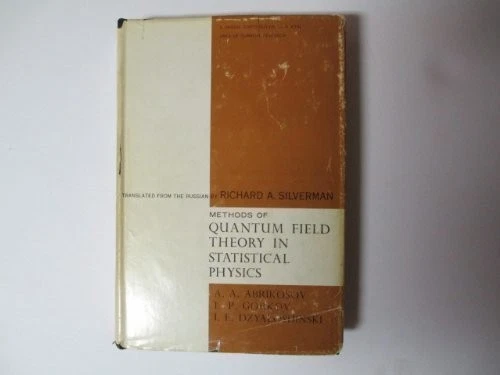 TRANSLATED FROM THE RUSSIAN BY RICHARD A. SILVERMAN
METHODS OF
QUANTUM FIELD
THEORY IN
STATISTICAL
PHYSICS
A. A. ABRIKOSOV
L. P. GORKOV
I. E. DZYALOSHINSKI